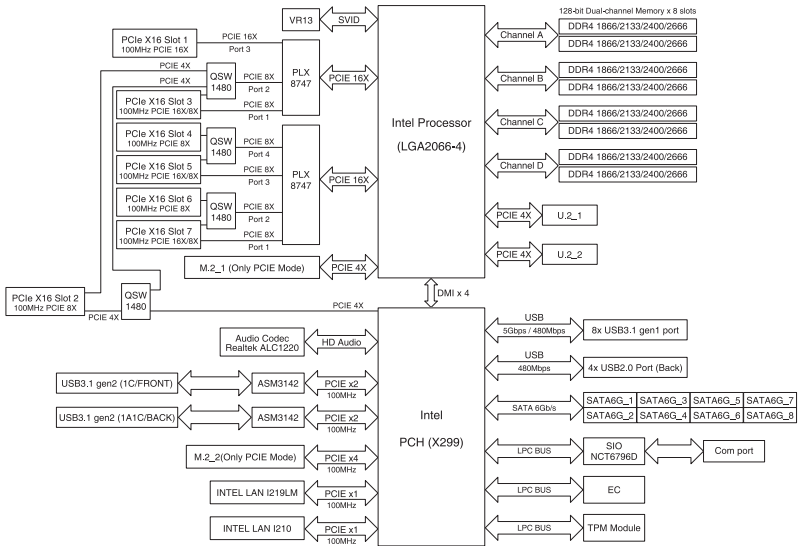 128-bit Dual-channel Memory x 8 slots
VR13
SVID
PCIe X16 Slot 1
100MHz PCIE 16X
PCIE 16X
Port 3
PCIE 4X
PCIE 4X
QSW
1480
PCIE 8X
Port 2
PLX
8747
PCIE 16X
PCIe X16 Slot 3
100MHz PCIE 16X/8X
PCIE 8X
Port 1
PCIe X16 Slot 4
100MHz PCIE 8X
QSW
1480
PCIE 8X
Port 4
PCIe X16 Slot 5
100MHz PCIE 16X/8X
PCIE 8X
Port 3
PLX
8747
PCIE 16X
PCIe X16 Slot 6
100MHz PCIE 8X
QSW
1480
PCIE 8X
Port 2
PCIe X16 Slot 7
100MHz PCIE 16X/8X
PCIE 8X
Port 1
M.2_1 (Only PCIE Mode)
PCIE 4X
Intel Processor
(LGA2066-4)
Channel A
DDR4 1866/2133/2400/2666
DDR4 1866/2133/2400/2666
Channel B
DDR4 1866/2133/2400/2666
DDR4 1866/2133/2400/2666
Channel C
DDR4 1866/2133/2400/2666
DDR4 1866/2133/2400/2666
Channel D
DDR4 1866/2133/2400/2666
DDR4 1866/2133/2400/2666
PCIE 4X
U.2_1
PCIE 4X
U.2_2
DMI x 4
PCIe X16 Slot 2
100MHz PCIE 8X
PCIE 4X
QSW
1480
PCIE 4X
Audio Codec
Realtek ALC1220
HD Audio
USB3.1 gen2 (1C/FRONT)
ASM3142
PCIE x2
100MHz
USB3.1 gen2 (1A1C/BACK)
ASM3142
PCIE x2
100MHz
M.2_2(Only PCIE Mode)
PCIE x4
100MHz
INTEL LAN I219LM
PCIE x1
100MHz
INTEL LAN I210
PCIE x1
100MHz
Intel
PCH (X299)
USB
5Gbps / 480Mbps
8x USB3.1 gen1 port
USB
480Mbps
4x USB2.0 Port (Back)
SATA 6Gb/s
SATA6G_1 SATA6G_3 SATA6G_5 SATA6G_7
SATA6G_2 SATA6G_4 SATA6G_6 SATA6G_8
LPC BUS
SIO
NCT6796D
Com port
LPC BUS
EC
LPC BUS
TPM Module